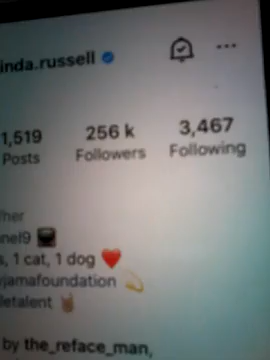 inda.russell
1,519 256 k 3,467
Posts Followers Following
her
nel9
s, 1 cat, 1 dog ❤️
jamafoundation 💫
letalent 🤘
by the_reface_man,